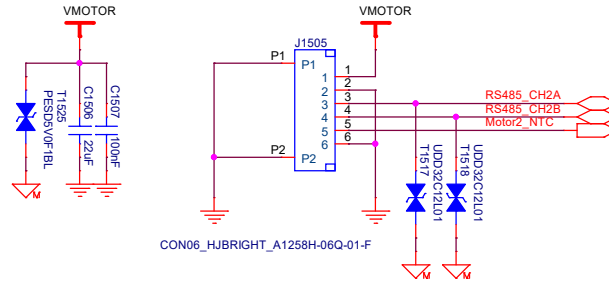 VMOTOR
VMOTOR
J1505
P1
P1
1
1
2
2
3
3
RS485_CH2A
4
4
RS485_CH2B
5
5
Motor2_NTC
P2
P2
6
6
T1525
PESD5V0F1BL
C1506
22uF
C1507
100nF
T1517
UDD32C12L01
T1518
UDD32C12L01
M
M
M
CON06_HJBRIGHT_A1258H-06Q-01-F